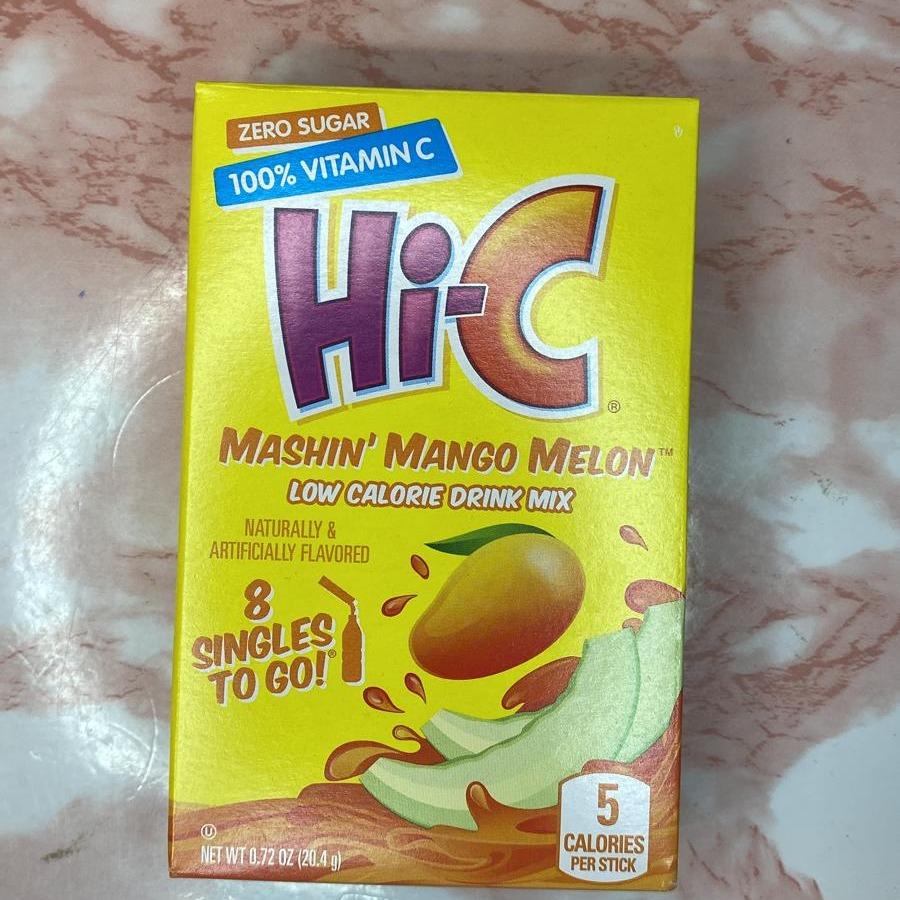 ZERO SUGAR
100% VITAMIN C
Hi-C®
MASHIN' MANGO MELON™
LOW CALORIE DRINK MIX
NATURALLY &
ARTIFICIALLY FLAVORED
8
SINGLES
TO GO!®
5
CALORIES
PER STICK
U
NET WT 0.72 OZ (20.4 g)